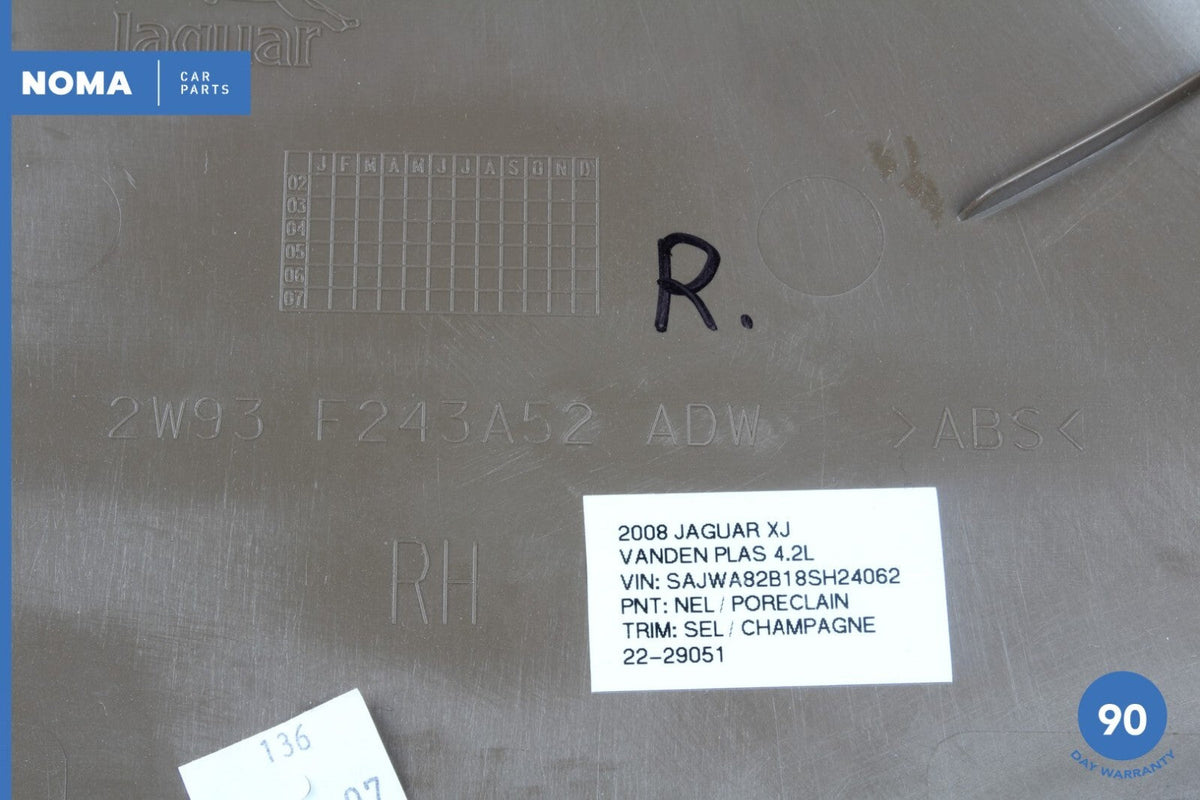 Jaguar
NOMA CAR PARTS
J F M A M J J A S O N D
02
03
04
05
06
07
R.
2W93 F243A52 ADW >ABS<
RH
2008 JAGUAR XJ
VANDEN PLAS 4.2L
VIN: SAJWA82B18SH24062
PNT: NEL / PORECLAIN
TRIM: SEL / CHAMPAGNE
22-29051
136
07
90
DAY WARRANTY